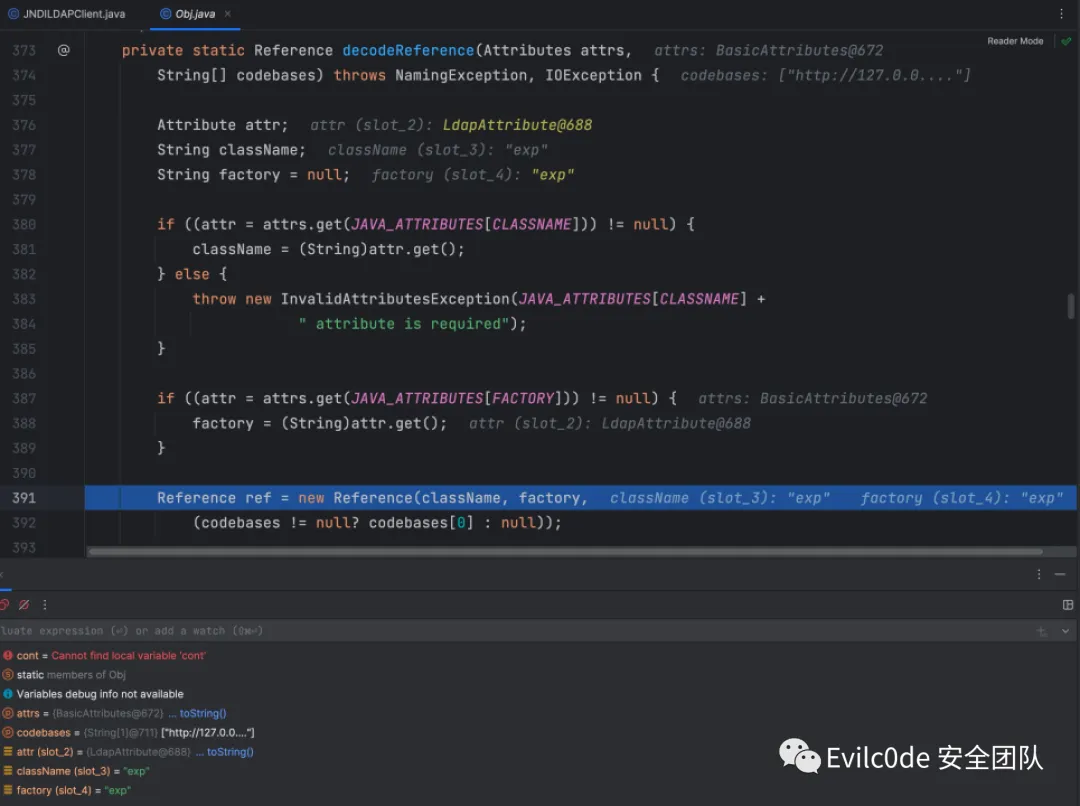 JNDILDAPClient.java Obj.java
Reader Mode
373 @ private static Reference decodeReference(Attributes attrs, attrs: BasicAttributes@672
374 String[] codebases) throws NamingException, IOException { codebases: ["http://127.0.0...."]
375
376 Attribute attr; attr (slot_2): LdapAttribute@688
377 String className; className (slot_3): "exp"
378 String factory = null; factory (slot_4): "exp"
379
380 if ((attr = attrs.get(JAVA_ATTRIBUTES[CLASSNAME])) != null) {
381 className = (String)attr.get();
382 } else {
383 throw new InvalidAttributesException(JAVA_ATTRIBUTES[CLASSNAME] +
384 " attribute is required");
385 }
386
387 if ((attr = attrs.get(JAVA_ATTRIBUTES[FACTORY])) != null) { attrs: BasicAttributes@672
388 factory = (String)attr.get(); attr (slot_2): LdapAttribute@688
389 }
390
391 Reference ref = new Reference(className, factory, className (slot_3): "exp" factory (slot_4): "exp"
392 (codebases != null? codebases[0] : null));
393
luate expression (⏎) or add a watch (⇧⌘⏎)
cont = Cannot find local variable 'cont'
static members of Obj
Variables debug info not available
attrs = {BasicAttributes@672} ... toString()
codebases = {String[1]@711} ["http://127.0.0...."]
attr (slot_2) = {LdapAttribute@688} ... toString()
className (slot_3) = "exp"
factory (slot_4) = "exp"
Evilc0de 安全团队